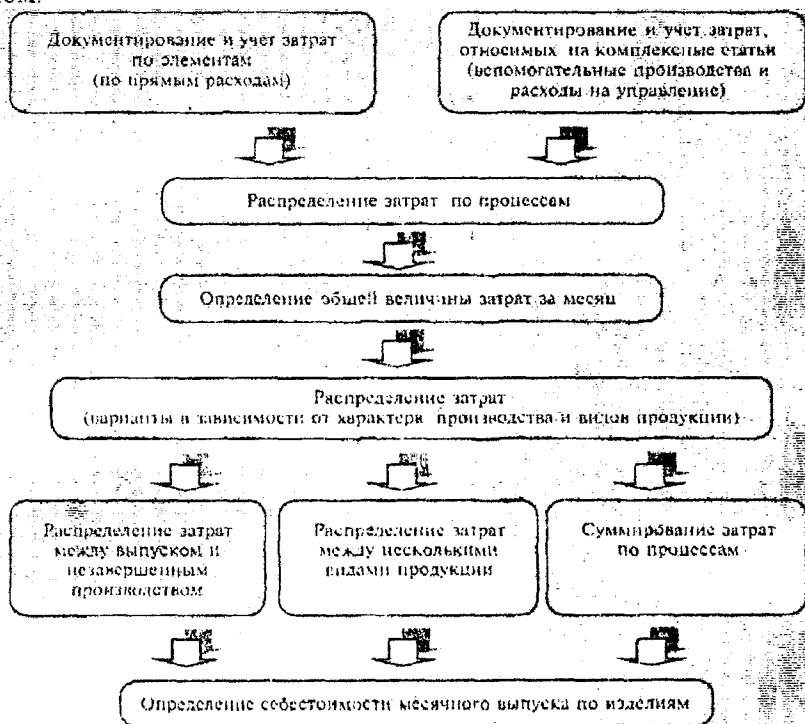 Документирование и учет затрат
по элементам
(по прямым расходам)
Документирование и учет затрат,
относимых на комплексные статьи
(вспомогательные производства и
расходы на управление)
Распределение затрат по процессам
Определение общей величины затрат за месяц
Распределение затрат
(варианты в зависимости от характера производства и видов продукции)
Распределение затрат
между выпуском и
незавершенным
производством
Распределение затрат
между несколькими
видами продукции
Суммирование затрат
по процессам
Определение себестоимости месячного выпуска по изделиям